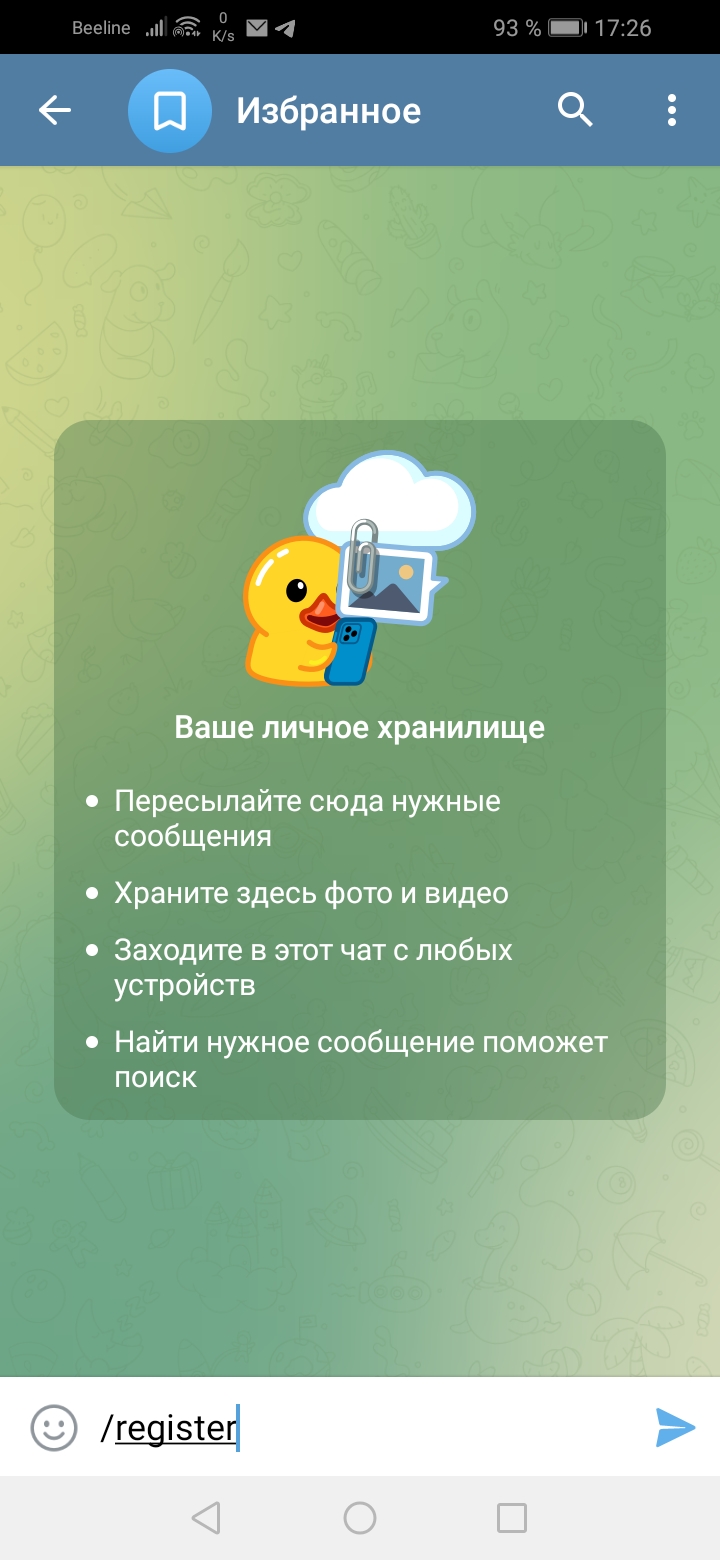 Beeline 0 K/s 93 % 17:26
Избранное
Ваше личное хранилище
Пересылайте сюда нужные
сообщения
Храните здесь фото и видео
Заходите в этот чат с любых
устройств
Найти нужное сообщение поможет
поиск
/register